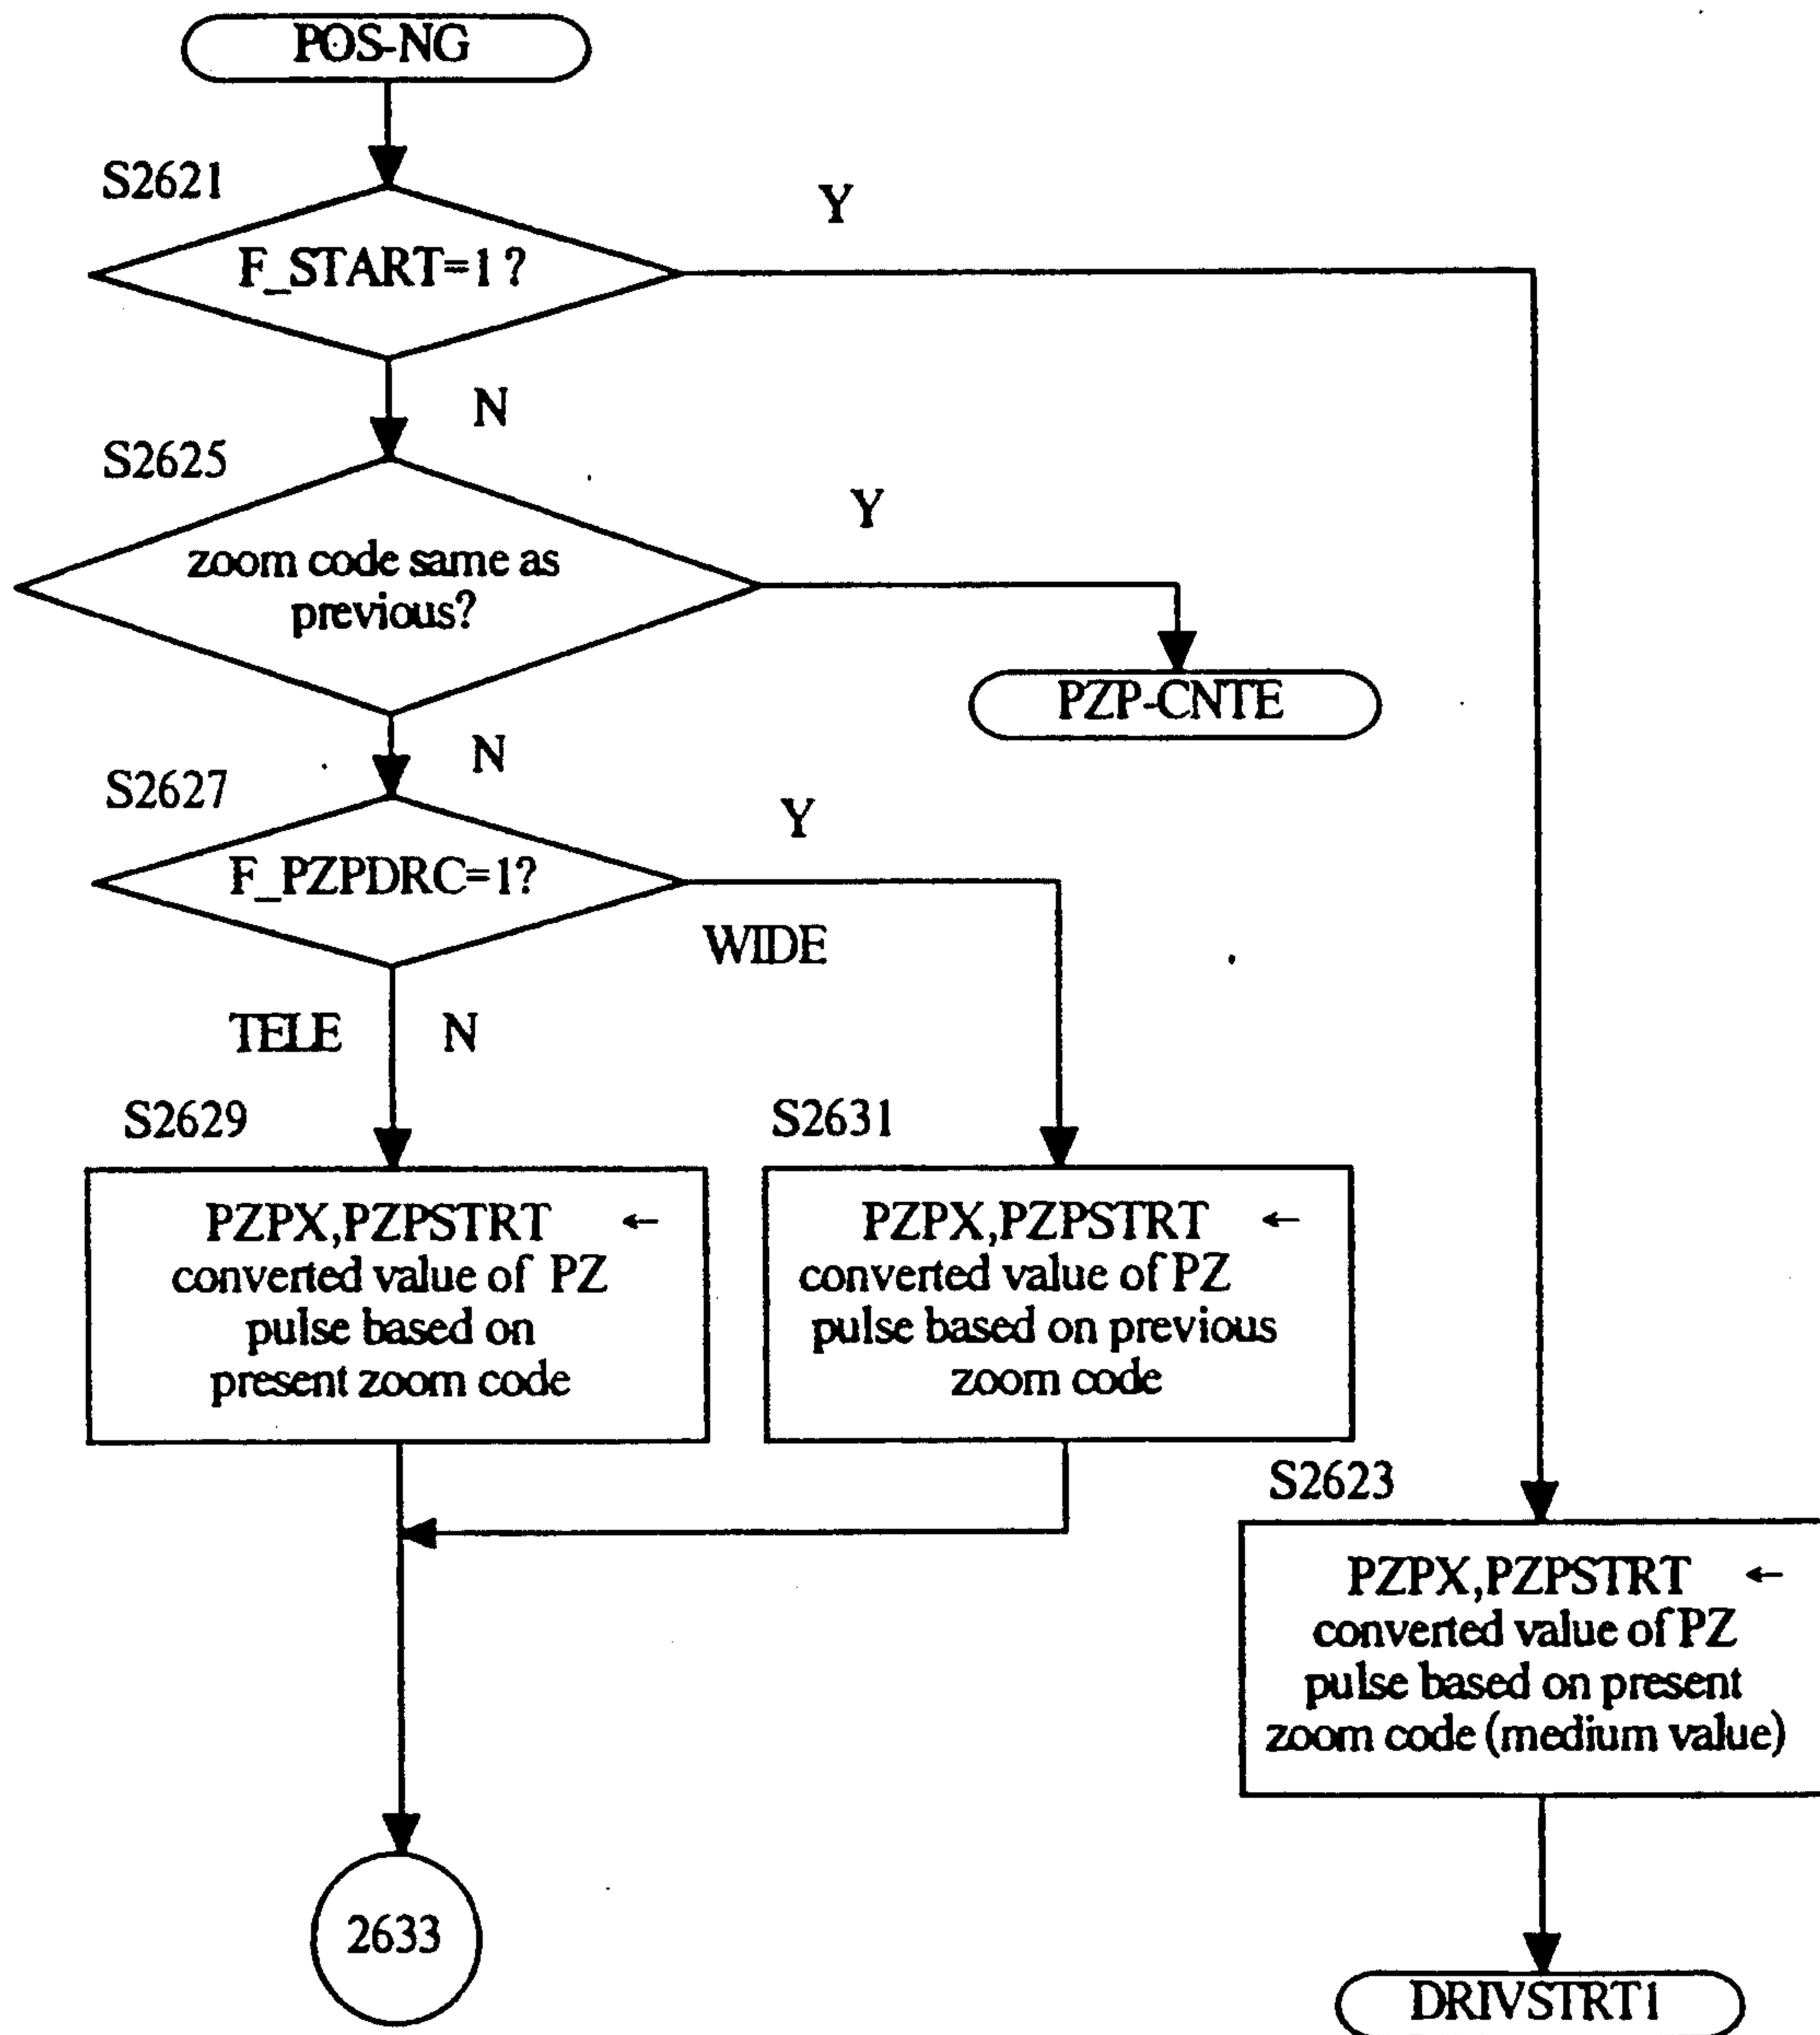 POS-NG
S2621
Y
F_START=1?
N
S2625
Y
zoom code same as
previous?
PZP-CNTE
N
S2627
Y
F_PZPDRC=1?
WIDE
TELE N
S2629
S2631
PZPX,PZPSTRT ←
converted value of PZ
pulse based on
present zoom code
PZPX,PZPSTRT ←
converted value of PZ
pulse based on previous
zoom code
S2623
PZPX,PZPSTRT ←
converted value of PZ
pulse based on present
zoom code (medium value)
2633
DRIVSTRT1